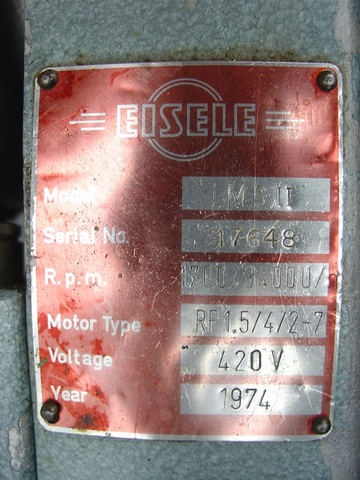 EISELE
Model LMS II
Serial No. 17648
R.p.m.
Motor Type RF 1,5/4/2-7
Voltage 420 V
Year 1974